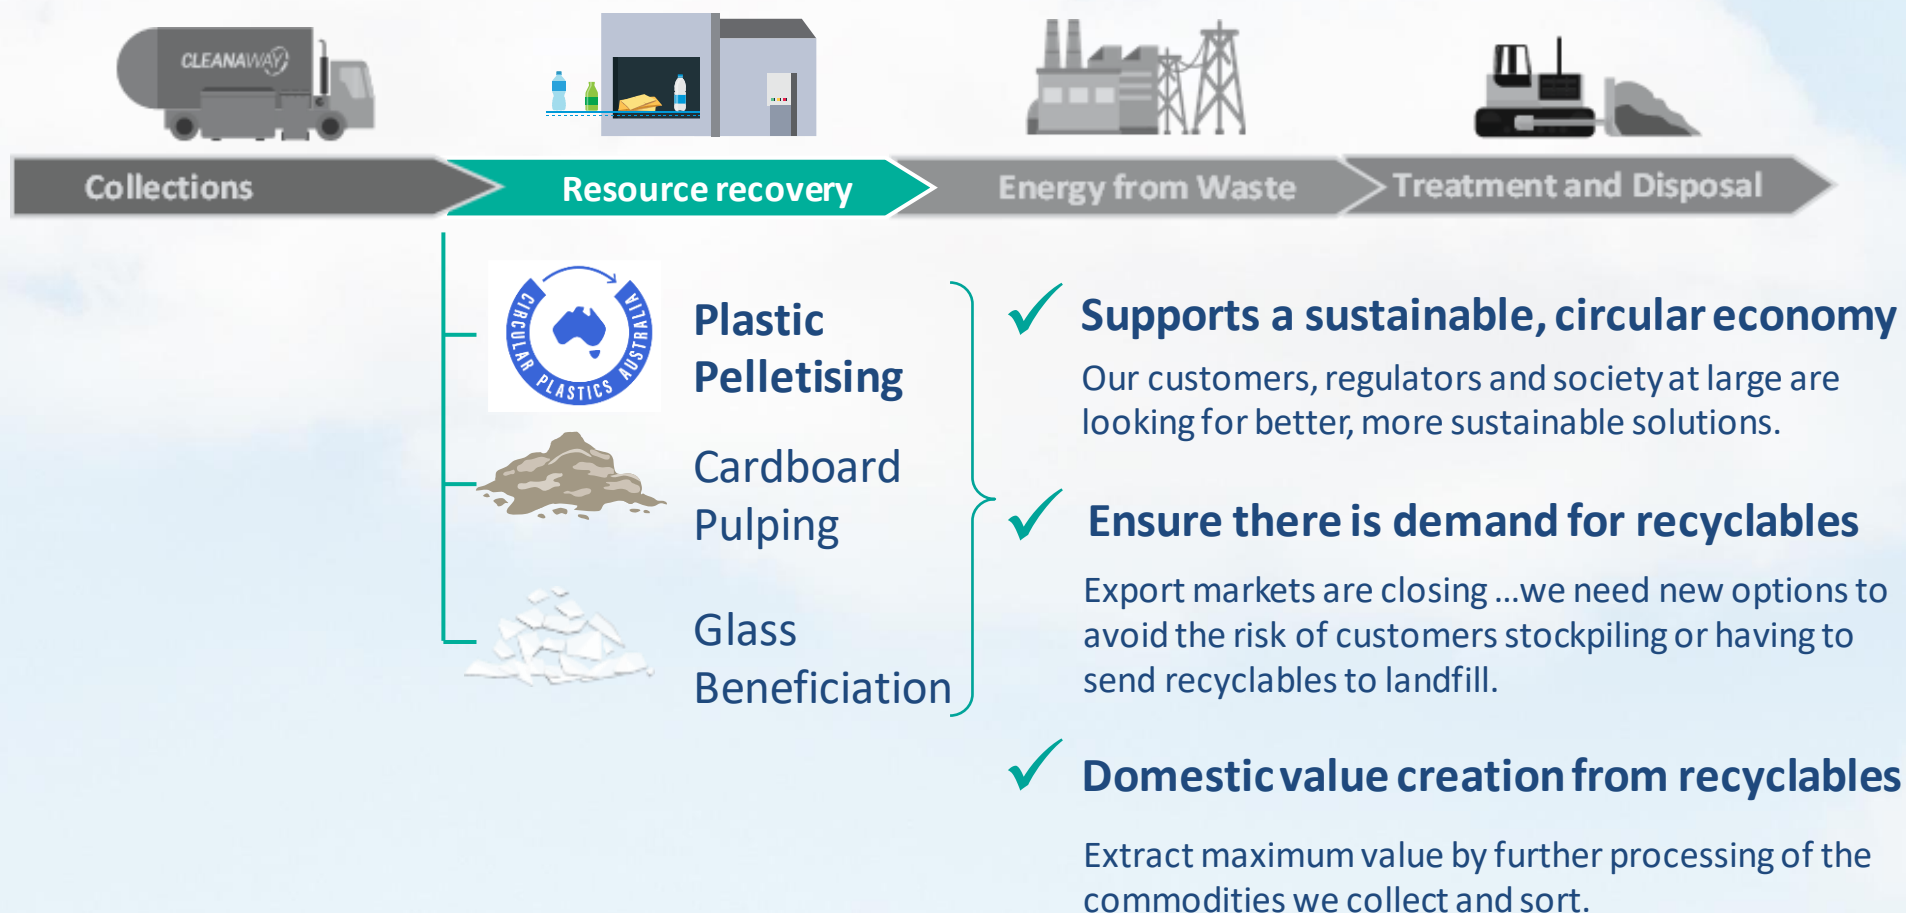 CLEANAWAY
Collections
Resource recovery
Energy from Waste
Treatment and Disposal
CIRCULAR PLASTICS AUSTRALIA
Plastic
Pelletising
Cardboard
Pulping
Glass
Beneficiation
Supports a sustainable, circular economy
Our customers, regulators and society at large are
looking for better, more sustainable solutions.
Ensure there is demand for recyclables
Export markets are closing ...we need new options to
avoid the risk of customers stockpiling or having to
send recyclables to landfill.
Domestic value creation from recyclables
Extract maximum value by further processing of the
commodities we collect and sort.